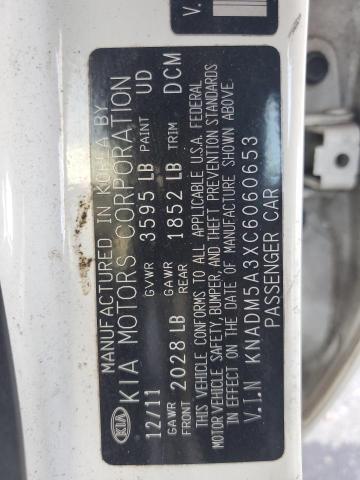 MANUFACTURED IN KOREA BY
KIA KIA MOTORS CORPORATION
12/11 GVWR 3595 LB PAINT UD
GAWR FRONT 2028 LB GAWR REAR 1852 LB TRIM DCM
THIS VEHICLE CONFORMS TO ALL APPLICABLE U.S.A. FEDERAL
MOTOR VEHICLE SAFETY, BUMPER, AND THEFT PREVENTION STANDARDS
IN EFFECT ON THE DATE OF MANUFACTURE SHOWN ABOVE.
V.I.N KNADM5A3XC6060653
PASSENGER CAR
V.